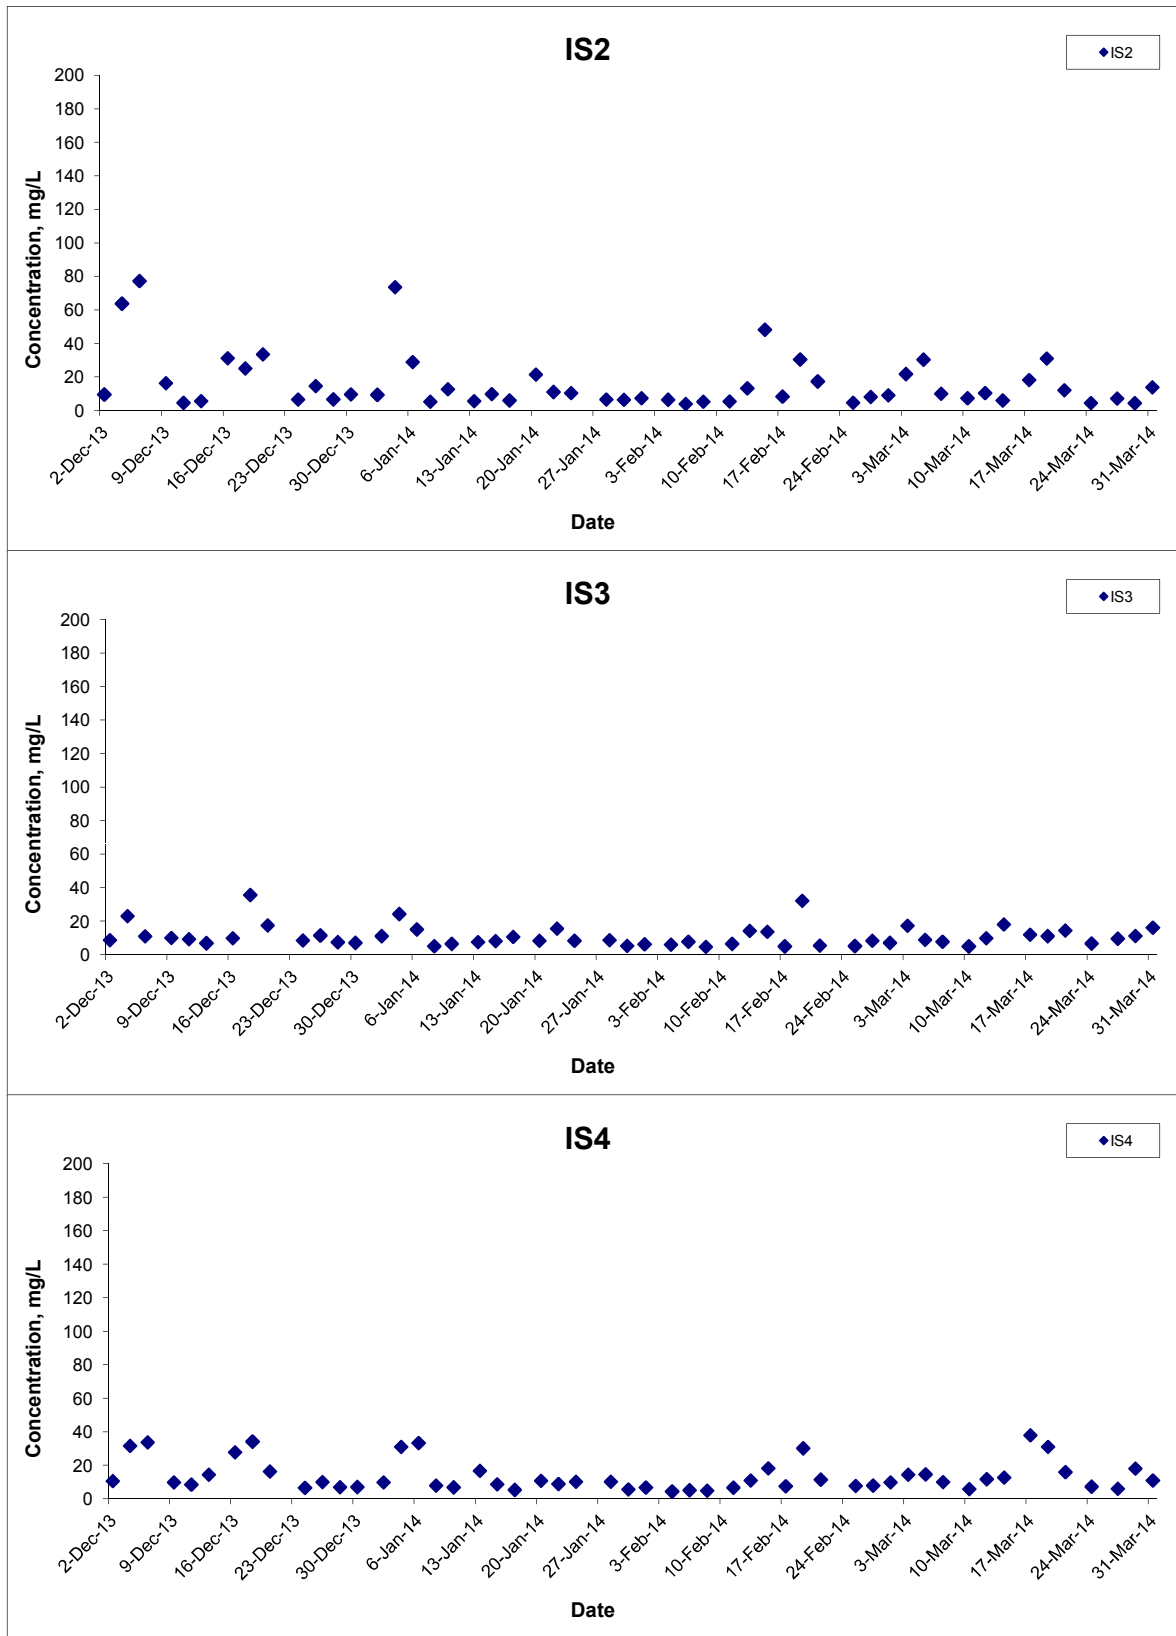 IS2
IS2
200
180
160
140
120
100
80
60
40
20
0
Concentration, mg/L
2-Dec-13
9-Dec-13
16-Dec-13
23-Dec-13
30-Dec-13
6-Jan-14
13-Jan-14
20-Jan-14
27-Jan-14
3-Feb-14
10-Feb-14
17-Feb-14
24-Feb-14
3-Mar-14
10-Mar-14
17-Mar-14
24-Mar-14
31-Mar-14
Date
IS3
IS3
200
180
160
140
120
100
80
60
40
20
0
Concentration, mg/L
2-Dec-13
9-Dec-13
16-Dec-13
23-Dec-13
30-Dec-13
6-Jan-14
13-Jan-14
20-Jan-14
27-Jan-14
3-Feb-14
10-Feb-14
17-Feb-14
24-Feb-14
3-Mar-14
10-Mar-14
17-Mar-14
24-Mar-14
31-Mar-14
Date
IS4
IS4
200
180
160
140
120
100
80
60
40
20
0
Concentration, mg/L
2-Dec-13
9-Dec-13
16-Dec-13
23-Dec-13
30-Dec-13
6-Jan-14
13-Jan-14
20-Jan-14
27-Jan-14
3-Feb-14
10-Feb-14
17-Feb-14
24-Feb-14
3-Mar-14
10-Mar-14
17-Mar-14
24-Mar-14
31-Mar-14
Date